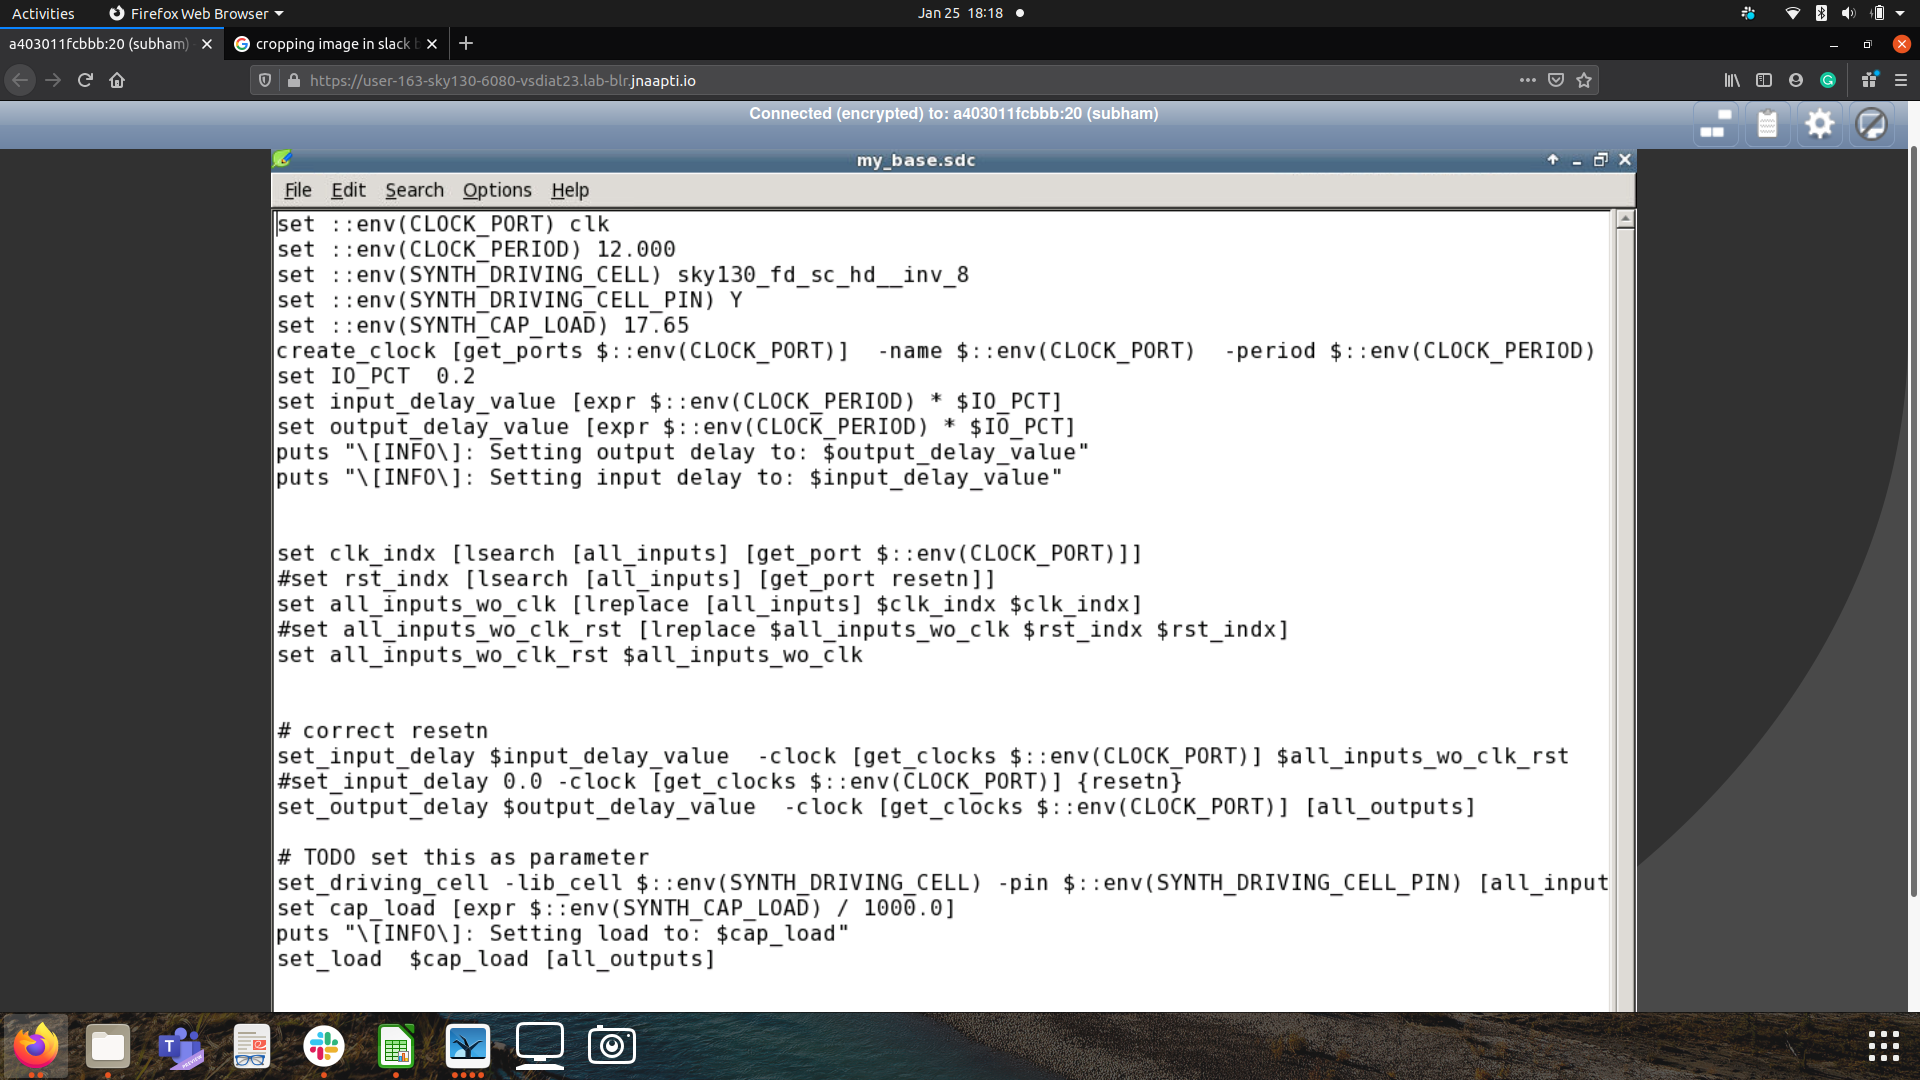 Activities Firefox Web Browser Jan 25 18:18
a403011fcbbb:20 (subham) cropping image in slack
https://user-163-sky130-6080-vsdiat23.lab-blr.jnaapti.io
Connected (encrypted) to: a403011fcbbb:20 (subham)
my_base.sdc
File Edit Search Options Help
set ::env(CLOCK_PORT) clk
set ::env(CLOCK_PERIOD) 12.000
set ::env(SYNTH_DRIVING_CELL) sky130_fd_sc_hd__inv_8
set ::env(SYNTH_DRIVING_CELL_PIN) Y
set ::env(SYNTH_CAP_LOAD) 17.65
create_clock [get_ports $::env(CLOCK_PORT)]  -name $::env(CLOCK_PORT)  -period $::env(CLOCK_PERIOD)
set IO_PCT  0.2
set input_delay_value [expr $::env(CLOCK_PERIOD) * $IO_PCT]
set output_delay_value [expr $::env(CLOCK_PERIOD) * $IO_PCT]
puts "\[INFO\]: Setting output delay to: $output_delay_value"
puts "\[INFO\]: Setting input delay to: $input_delay_value"
set clk_indx [lsearch [all_inputs] [get_port $::env(CLOCK_PORT)]]
#set rst_indx [lsearch [all_inputs] [get_port resetn]]
set all_inputs_wo_clk [lreplace [all_inputs] $clk_indx $clk_indx]
#set all_inputs_wo_clk_rst [lreplace $all_inputs_wo_clk $rst_indx $rst_indx]
set all_inputs_wo_clk_rst $all_inputs_wo_clk
# correct resetn
set_input_delay $input_delay_value  -clock [get_clocks $::env(CLOCK_PORT)] $all_inputs_wo_clk_rst
#set_input_delay 0.0 -clock [get_clocks $::env(CLOCK_PORT)] {resetn}
set_output_delay $output_delay_value  -clock [get_clocks $::env(CLOCK_PORT)] [all_outputs]
# TODO set this as parameter
set_driving_cell -lib_cell $::env(SYNTH_DRIVING_CELL) -pin $::env(SYNTH_DRIVING_CELL_PIN) [all_input
set cap_load [expr $::env(SYNTH_CAP_LOAD) / 1000.0]
puts "\[INFO\]: Setting load to: $cap_load"
set_load  $cap_load [all_outputs]